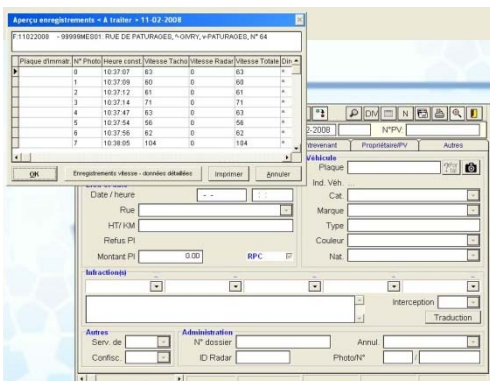 Aperçu enregistrements < A traiter > 11-02-2008
F:11022008 - 99999MEB01: RUE DE PATURAGES, ^-GIVRY, v-PATURAGES, N° 64
Plaque d'Immatr. N° Photo Heure const. Vitesse Tacho Vitesse Radar Vitesse Totale Dir
0 10:37:07 63 0 63 ^
1 10:37:09 60 0 60 ^
2 10:37:12 61 0 61 ^
3 10:37:14 71 0 71 ^
4 10:37:47 63 0 63 ^
5 10:37:54 56 0 56 ^
6 10:37:56 62 0 62 ^
7 10:38:05 104 0 104 ^
OK Enregistrements vitesse - données détaillées Imprimer Annuler
DIV N
2-2008 N°PV:
trevenant Propriétaire/PV Autres
Véhicule
Plaque
Ind. Véh. ...
Date / heure - - : : Cat.
Rue Marque
HT/ KM Type
Refus PI Couleur
Montant PI 0.00 RPC Nat.
Infraction(s)
Interception
Traduction
Autres Administration
Serv. de N° dossier Annul.
Confisc. ID Radar Photo/N° /